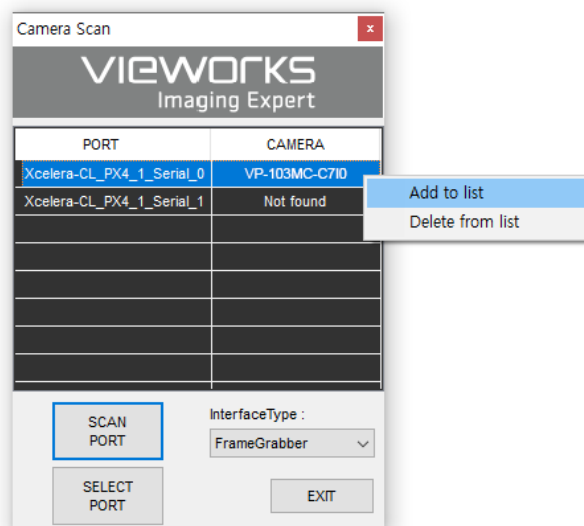 Camera Scan
x
VIEWORKS
Imaging Expert
PORT CAMERA
Xcelera-CL_PX4_1_Serial_0 VP-103MC-C7I0
Xcelera-CL_PX4_1_Serial_1 Not found
Add to list
Delete from list
SCAN
PORT
InterfaceType :
FrameGrabber
SELECT
PORT
EXIT